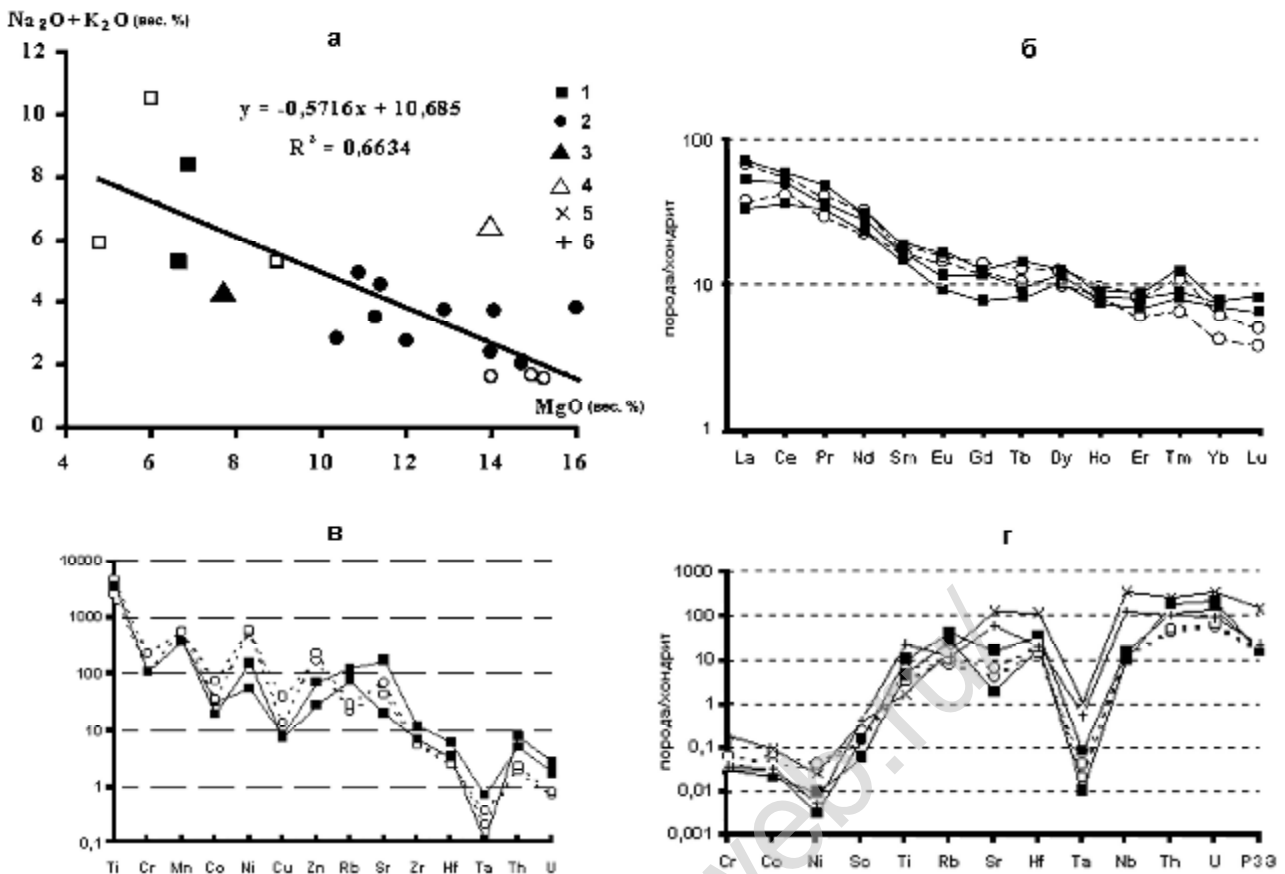 Na₂O+K₂O (вес. %)
а
12
10
8
6
4
2
0
y = -0,5716x + 10,685
R² = 0,6634
1
2
3
4
5
6
MgO (вес. %)
4 6 8 10 12 14 16
б
порода/хондрит
100
10
1
La Ce Pr Nd Sm Eu Gd Tb Dy Ho Er Tm Yb Lu
в
10000
1000
100
10
1
0,1
Ti Cr Mn Co Ni Cu Zn Rb Sr Zr Hf Ta Th U
г
порода/хондрит
1000
100
10
1
0,1
0,01
0,001
Cr Co Ni Sc Ti Rb Sr Hf Ta Nb Th U РЗЭ
web.ru/